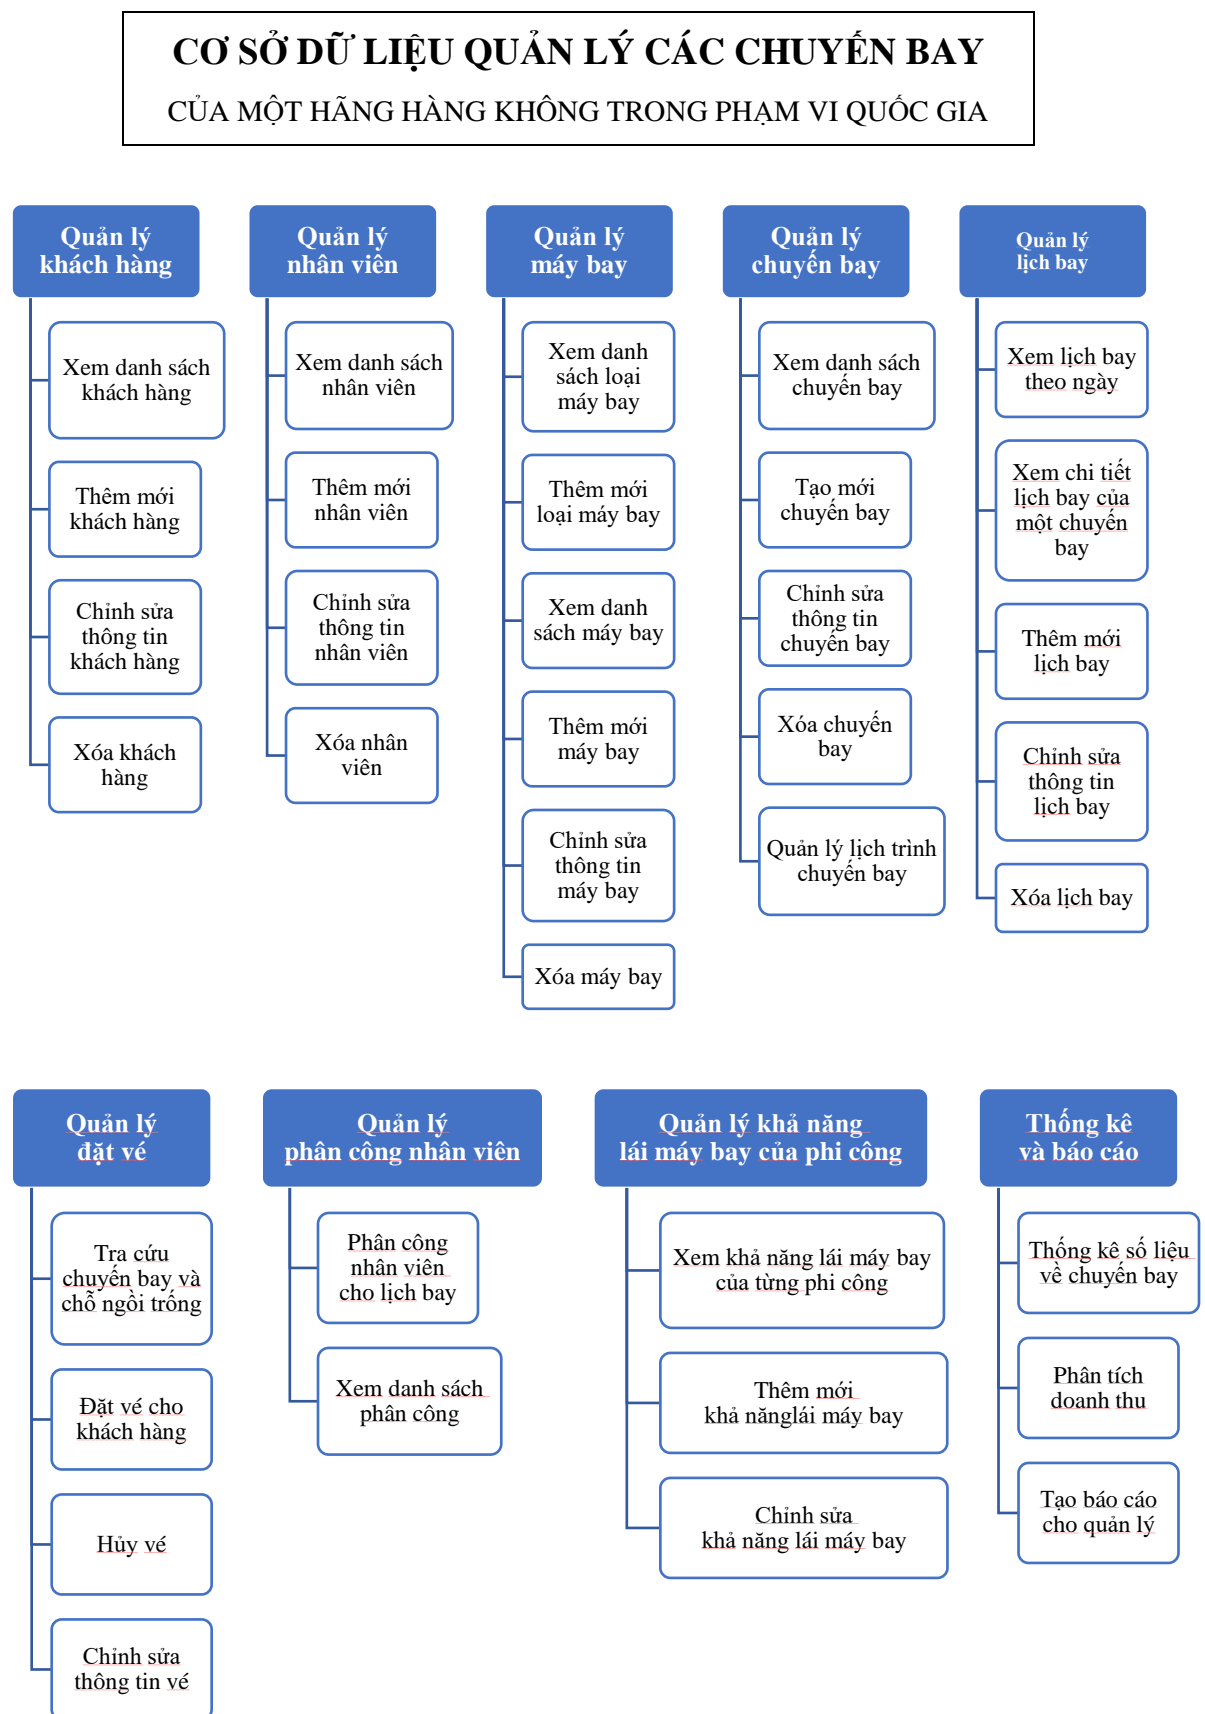 CƠ SỞ DỮ LIỆU QUẢN LÝ CÁC CHUYẾN BAY
CỦA MỘT HÃNG HÀNG KHÔNG TRONG PHẠM VI QUỐC GIA
Quản lý
khách hàng
Xem danh sách
khách hàng
Thêm mới
khách hàng
Chỉnh sửa
thông tin
khách hàng
Xóa khách
hàng
Quản lý
nhân viên
Xem danh sách
nhân viên
Thêm mới
nhân viên
Chỉnh sửa
thông tin
nhân viên
Xóa nhân
viên
Quản lý
máy bay
Xem danh
sách loại
máy bay
Thêm mới
loại máy bay
Xem danh
sách máy bay
Thêm mới
máy bay
Chỉnh sửa
thông tin
máy bay
Xóa máy bay
Quản lý
chuyến bay
Xem danh sách
chuyến bay
Tạo mới
chuyến bay
Chỉnh sửa
thông tin
chuyến bay
Xóa chuyến
bay
Quản lý lịch trình
chuyến bay
Quản lý
lịch bay
Xem lịch bay
theo ngày
Xem chi tiết
lịch bay của
một chuyến
bay
Thêm mới
lịch bay
Chỉnh sửa
thông tin
lịch bay
Xóa lịch bay
Quản lý
đặt vé
Tra cứu
chuyến bay và
chỗ ngồi trống
Đặt vé cho
khách hàng
Hủy vé
Chỉnh sửa
thông tin vé
Quản lý
phân công nhân viên
Phân công
nhân viên
cho lịch bay
Xem danh sách
phân công
Quản lý khả năng
lái máy bay của phi công
Xem khả năng lái máy bay
của từng phi công
Thêm mới
khả nănglái máy bay
Chỉnh sửa
khả năng lái máy bay
Thống kê
và báo cáo
Thống kê số liệu
về chuyến bay
Phân tích
doanh thu
Tạo báo cáo
cho quản lý